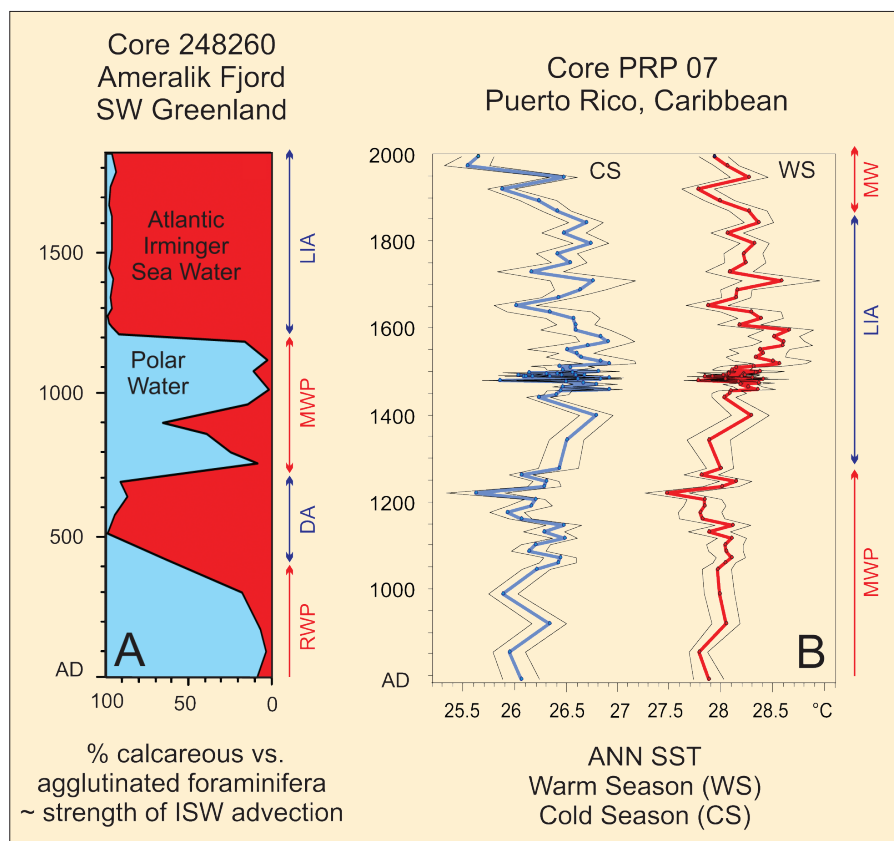 Core 248260
Ameralik Fjord
SW Greenland
Core PRP 07
Puerto Rico, Caribbean
Atlantic
Irminger
Sea Water
Polar
Water
1500
1000
500
AD
100
50
0
A
LIA
MWP
DA
RWP
% calcareous vs.
agglutinated foraminifera
~ strength of ISW advection
CS
WS
2000
1800
1600
1400
1200
1000
AD
25.5 26 26.5 27 27.5 28 28.5 °C
B
MW
LIA
MWP
ANN SST
Warm Season (WS)
Cold Season (CS)